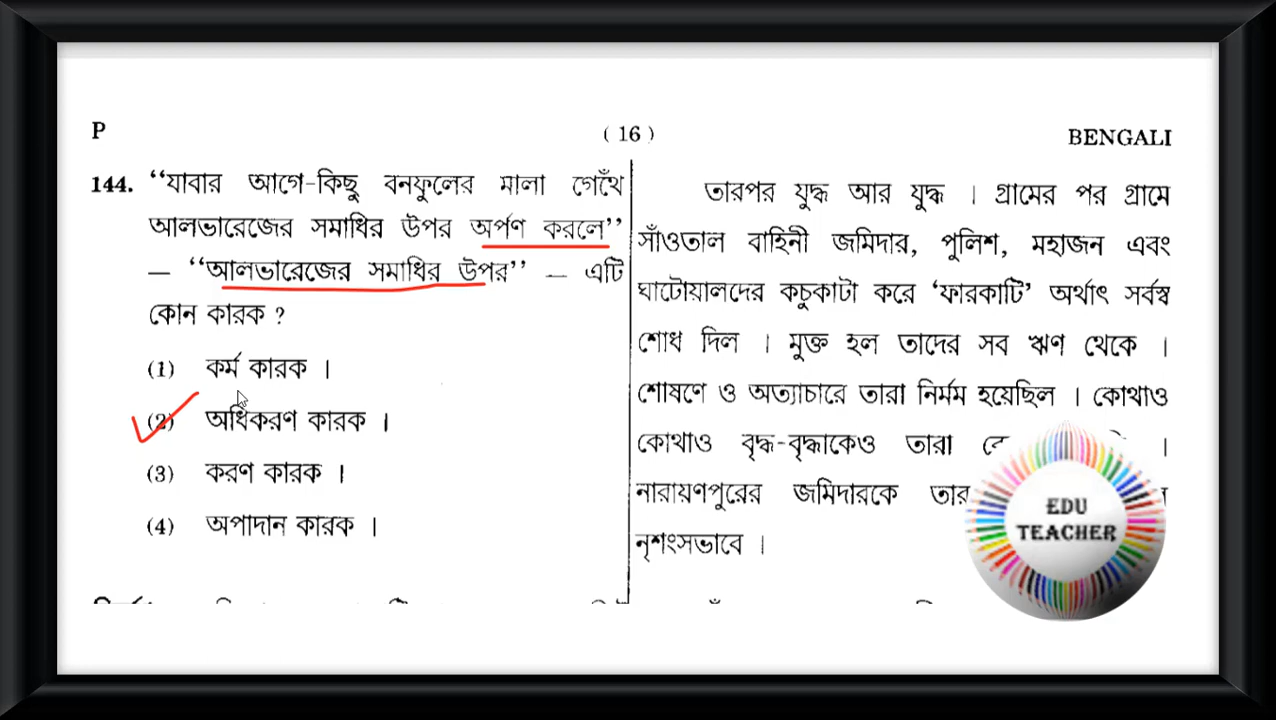 P
( 16 )
BENGALI
144. ‘‘যাবার আগে-কিছু বনফুলের মালা গেঁথে
আলভারেজের সমাধির উপর অর্পণ করলে’’
— ‘‘আলভারেজের সমাধির উপর’’ — এটি
কোন কারক ?
(1) কর্ম কারক ।
(2) অধিকরণ কারক ।
(3) করণ কারক ।
(4) অপাদান কারক ।
তারপর যুদ্ধ আর যুদ্ধ । গ্রামের পর গ্রামে
সাঁওতাল বাহিনী জমিদার, পুলিশ, মহাজন এবং
ঘাটোয়ালদের কচুকাটা করে ‘ফারকাটি’ অর্থাৎ সর্বস্ব
শোধ দিল । মুক্ত হল তাদের সব ঋণ থেকে ।
শোষণে ও অত্যাচারে তারা নির্মম হয়েছিল । কোথাও
কোথাও বৃদ্ধ-বৃদ্ধাকেও তারা ।
নারায়ণপুরের জমিদারকে
নৃশংসভাবে ।
EDU
TEACHER